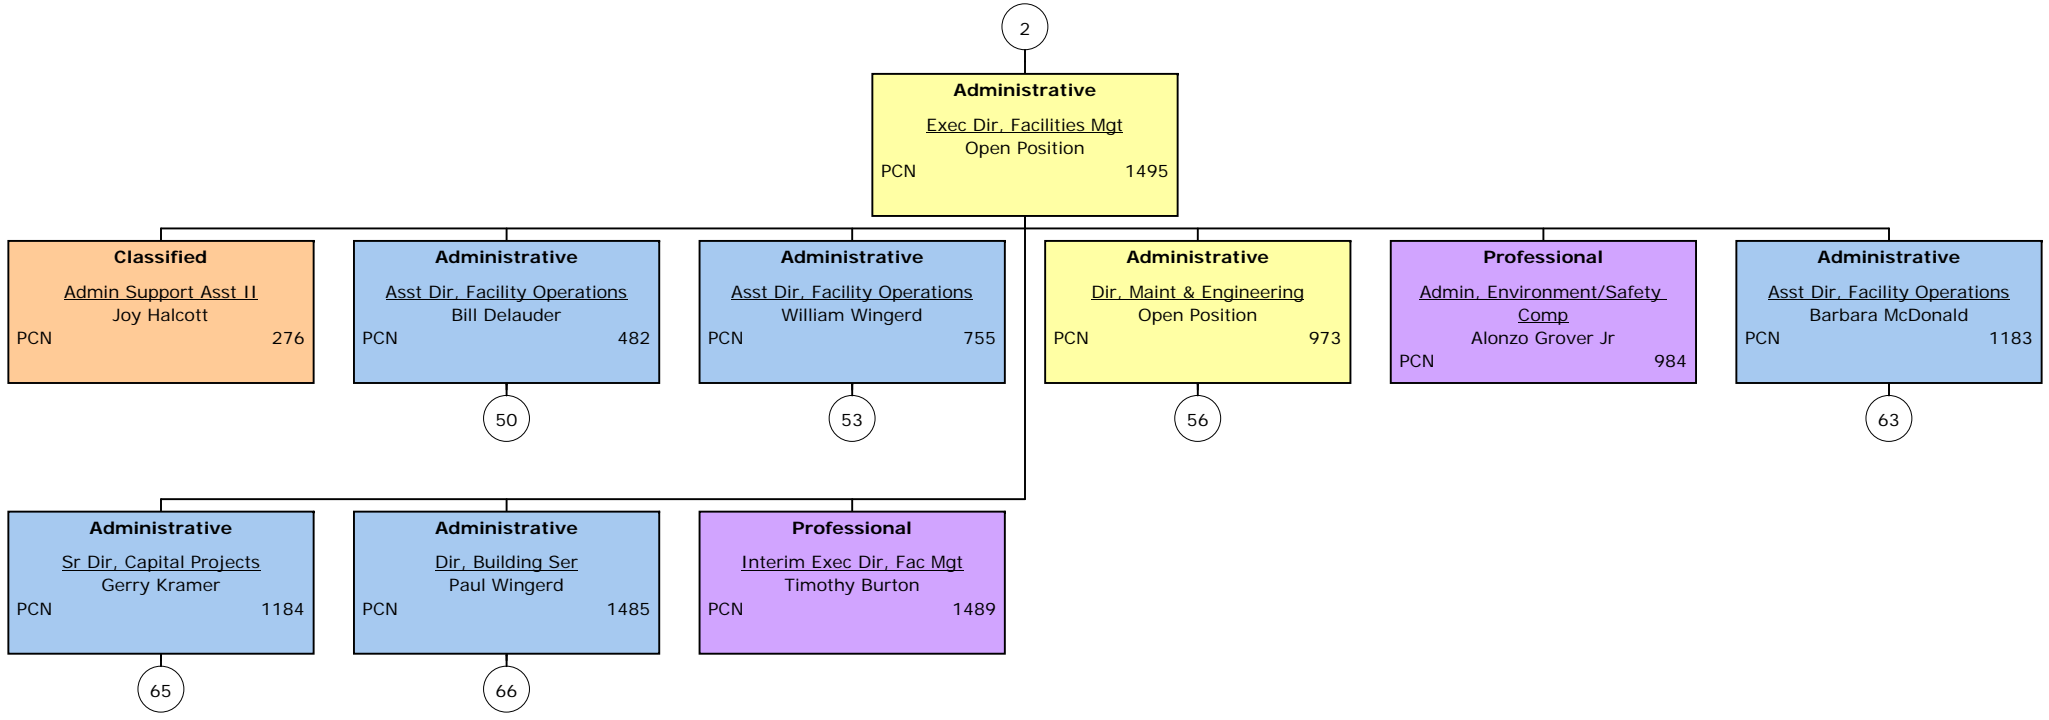 2
Administrative
Exec Dir, Facilities Mgt
Open Position
PCN 1495
Classified
Admin Support Asst II
Joy Halcott
PCN 276
Administrative
Asst Dir, Facility Operations
Bill Delauder
PCN 482
50
Administrative
Asst Dir, Facility Operations
William Wingerd
PCN 755
53
Administrative
Dir, Maint & Engineering
Open Position
PCN 973
56
Professional
Admin, Environment/Safety
Comp
Alonzo Grover Jr
PCN 984
Administrative
Asst Dir, Facility Operations
Barbara McDonald
PCN 1183
63
Administrative
Sr Dir, Capital Projects
Gerry Kramer
PCN 1184
65
Administrative
Dir, Building Ser
Paul Wingerd
PCN 1485
66
Professional
Interim Exec Dir, Fac Mgt
Timothy Burton
PCN 1489